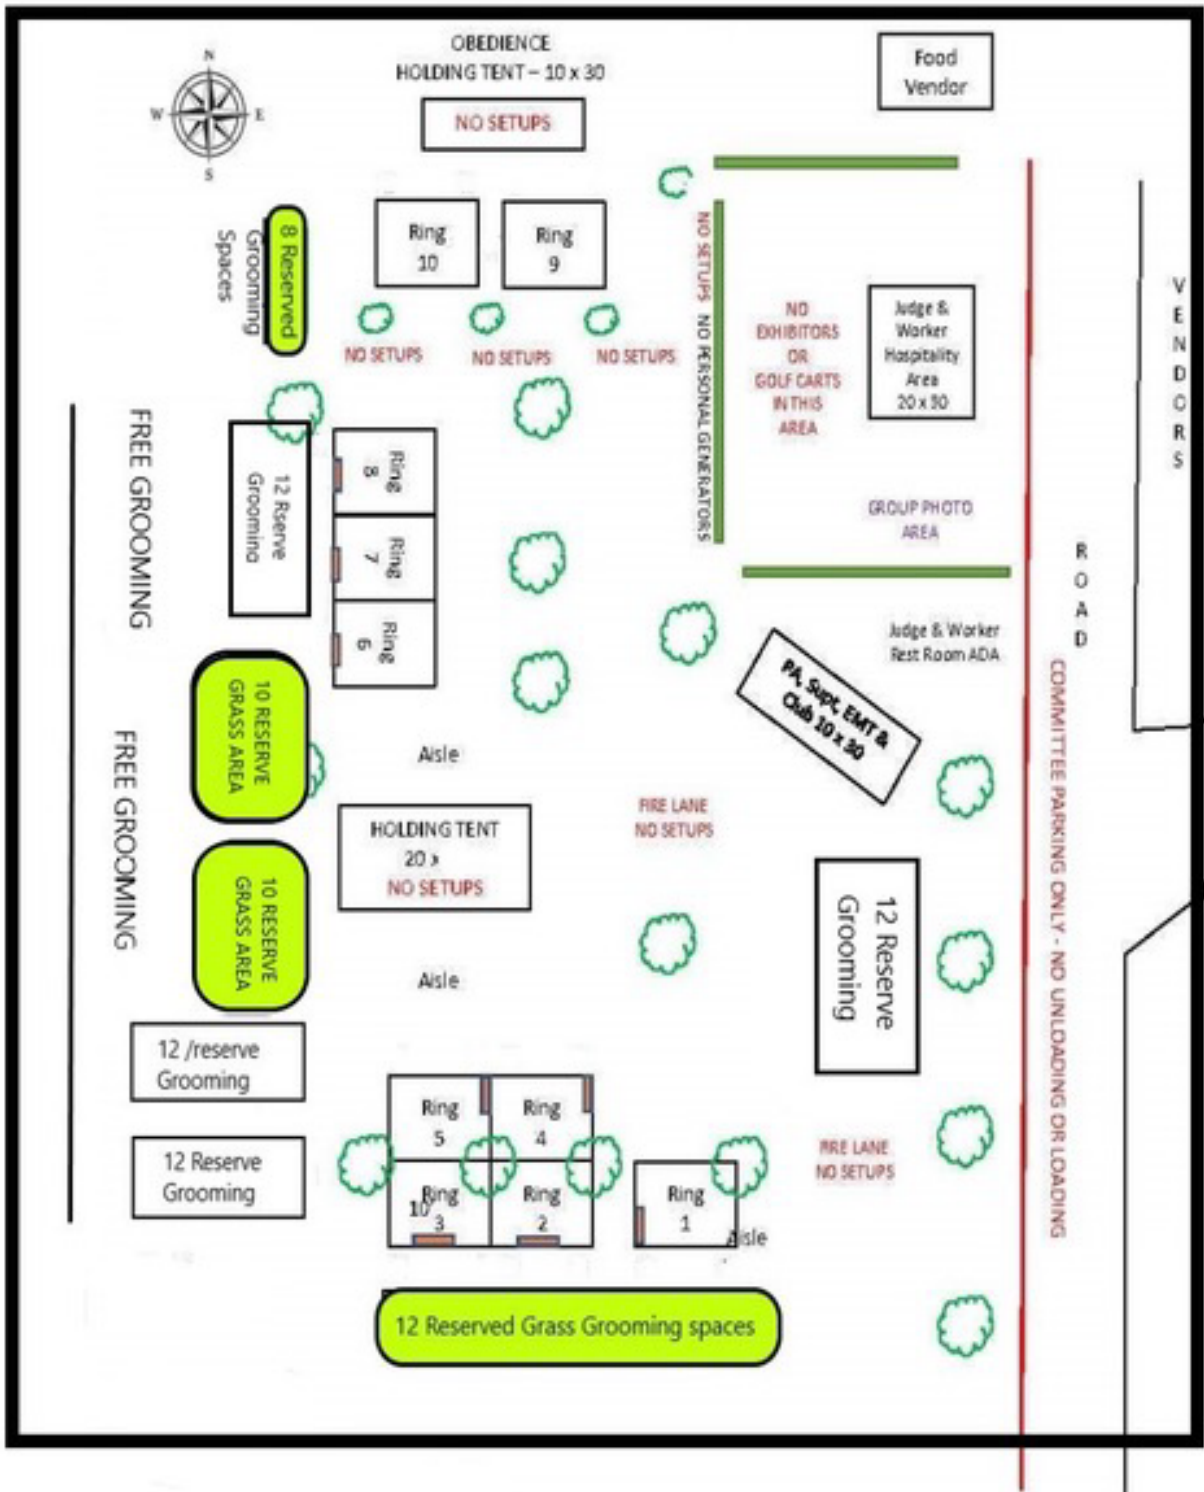 OBEDIENCE
HOLDING TENT – 10 x 30
NO SETUPS
Food
Vendor
N
W
E
S
8 Reserved
Grooming
Spaces
Ring
10
Ring
9
NO SETUPS
NO SETUPS
NO SETUPS
NO SETUPS NO PERSONAL GENERATORS
NO
EXHIBITORS
OR
GOLF CARTS
IN THIS
AREA
Judge &
Worker
Hospitality
Area
20 x 30
VENDORS
GROUP PHOTO
AREA
ROAD
FREE GROOMING
12 Rserve
Grooming
Ring
8
Ring
7
Ring
6
Judge & Worker
Rest Room ADA
PA, Supt, EMT &
Club 10 x 30
COMMITTEE PARKING ONLY - NO UNLOADING OR LOADING
10 RESERVE
GRASS AREA
FREE GROOMING
Aisle
FIRE LANE
NO SETUPS
HOLDING TENT
20 x
NO SETUPS
10 RESERVE
GRASS AREA
12 Reserve
Grooming
Aisle
12 /reserve
Grooming
12 Reserve
Grooming
Ring
5
Ring
4
Ring
10 3
Ring
2
Ring
1
Aisle
FIRE LANE
NO SETUPS
12 Reserved Grass Grooming spaces